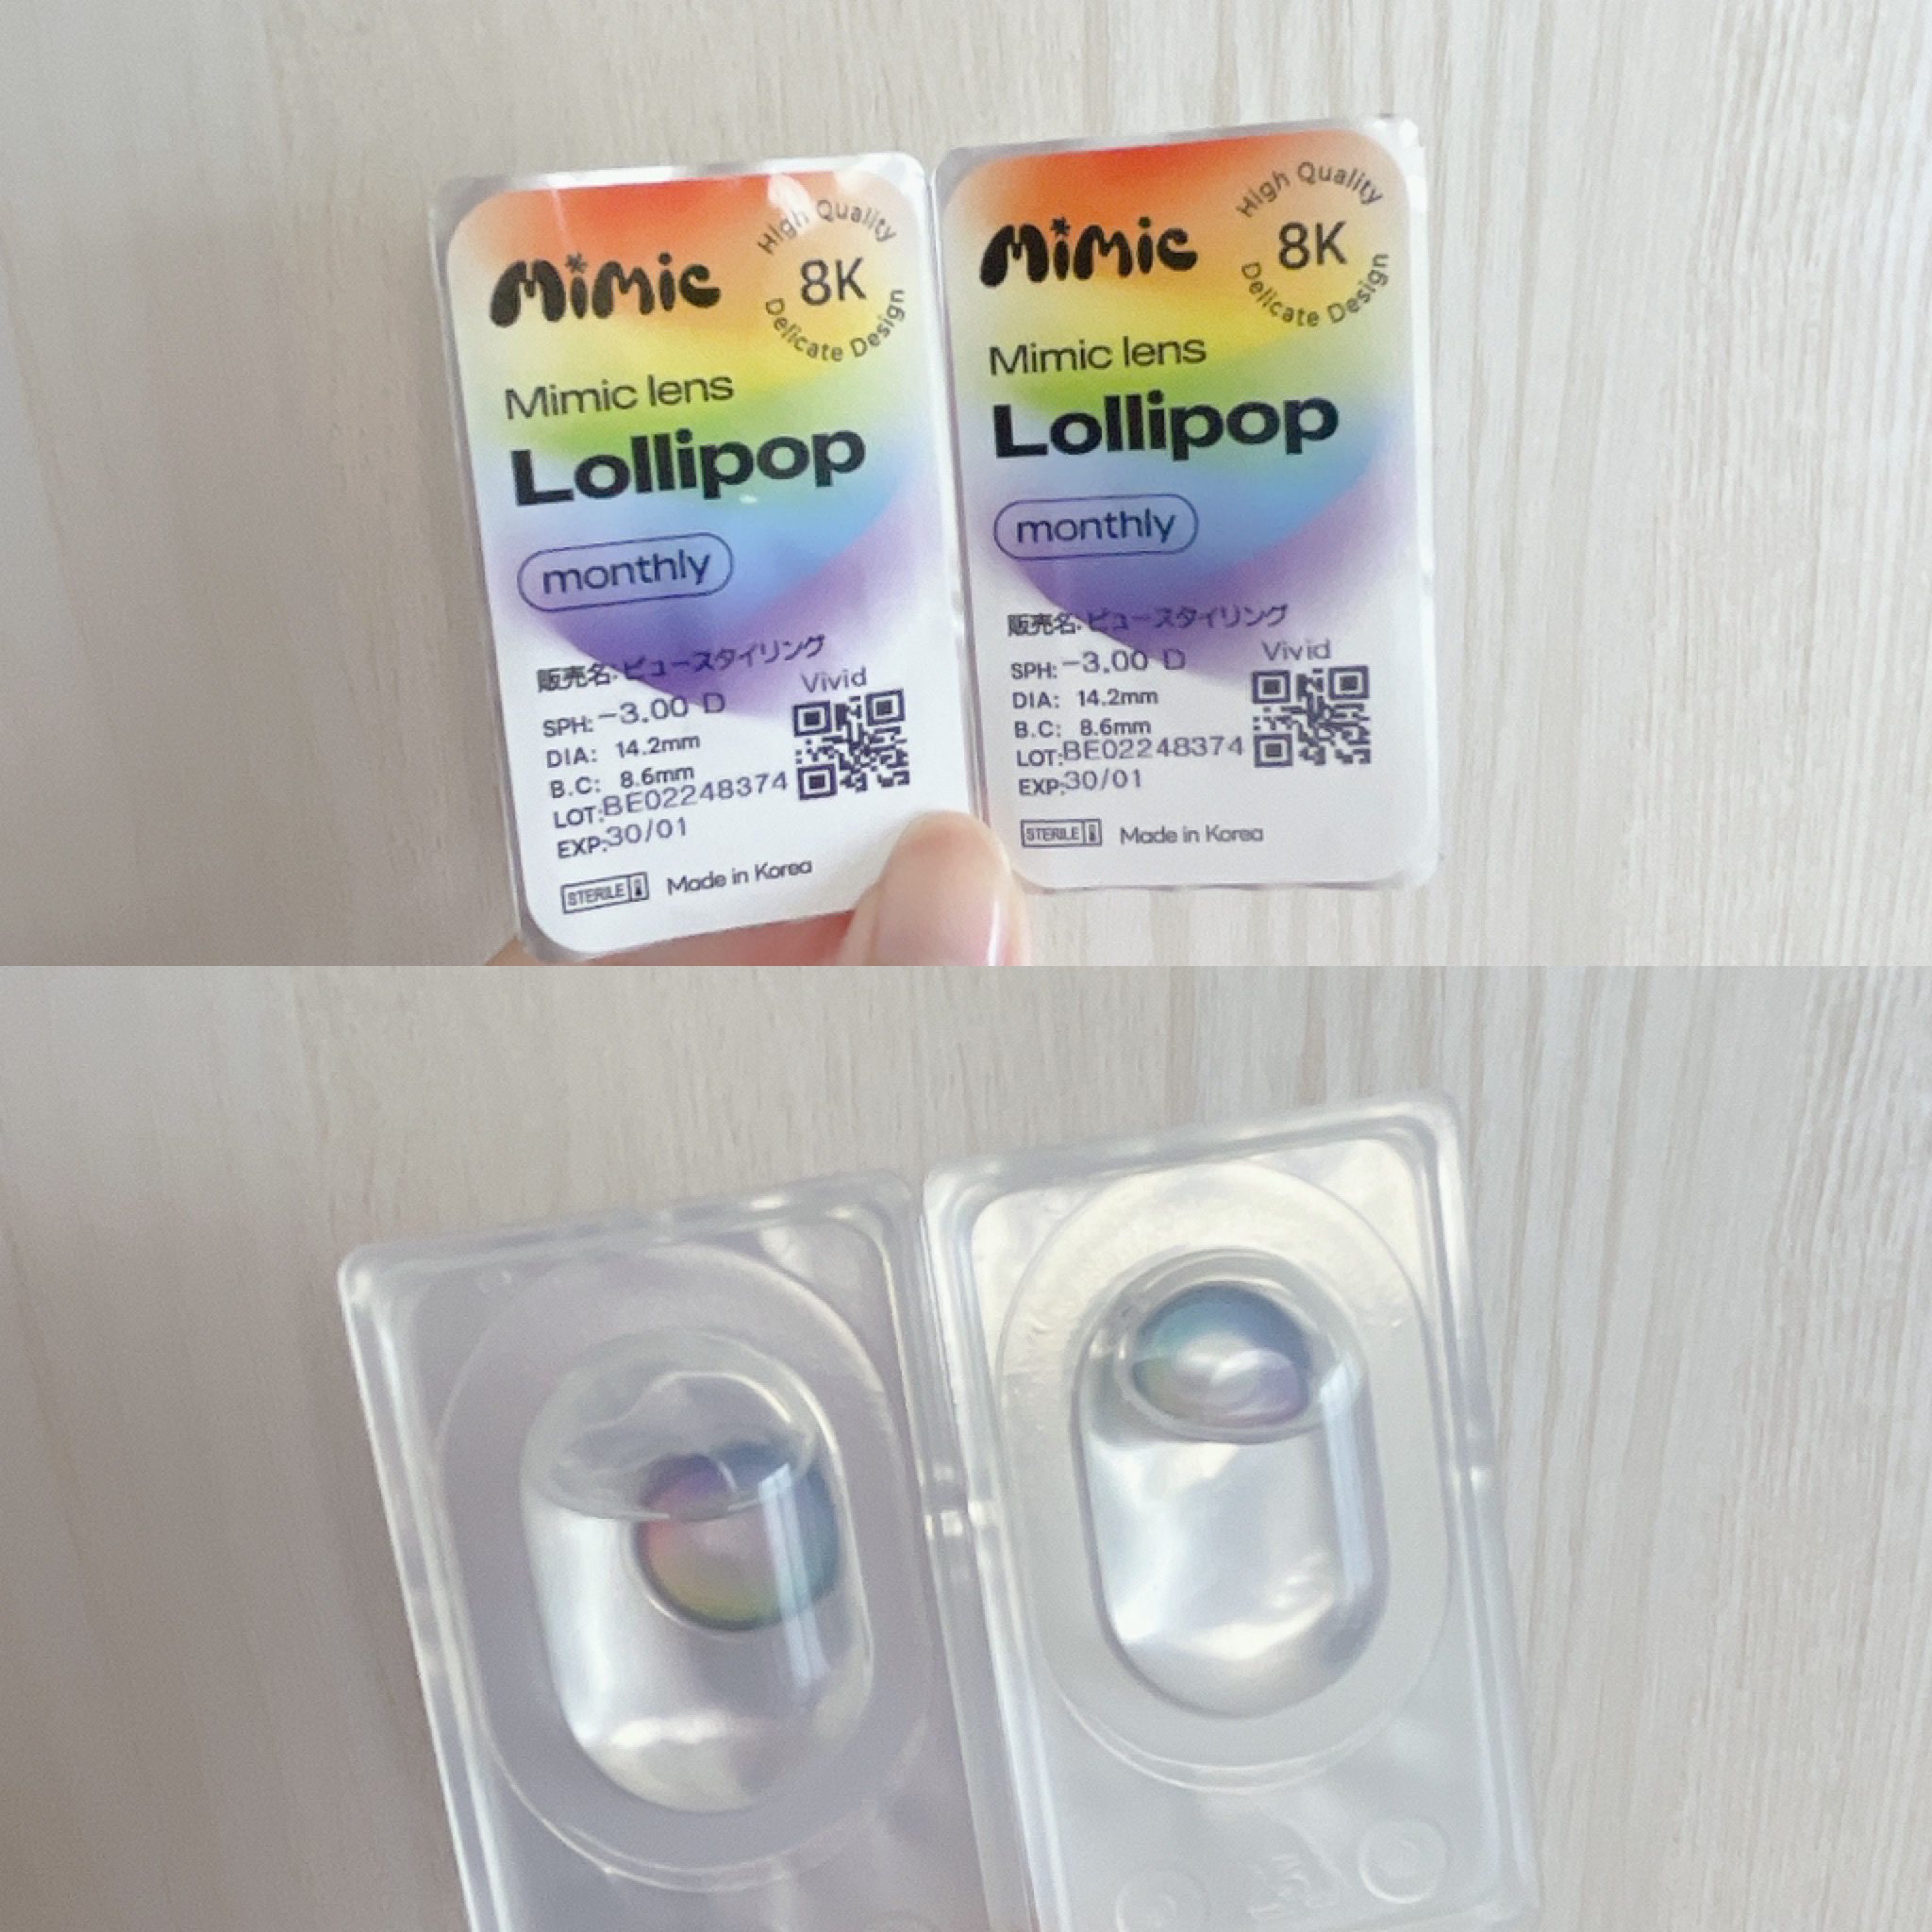 Mimic
High Quality
8K
Delicate Design
Mimic lens
Lollipop
monthly
販売名:ビュースタイリング
Vivid
SPH:-3.00 D
DIA: 14.2mm
B.C: 8.6mm
LOT:BE02248374
EXP:30/01
STERILE
Made in Korea
Mimic
High Quality
8K
Delicate Design
Mimic lens
Lollipop
monthly
販売名:ビュースタイリング
Vivid
SPH:-3.00 D
DIA: 14.2mm
B.C: 8.6mm
LOT:BE02248374
EXP:30/01
STERILE
Made in Korea